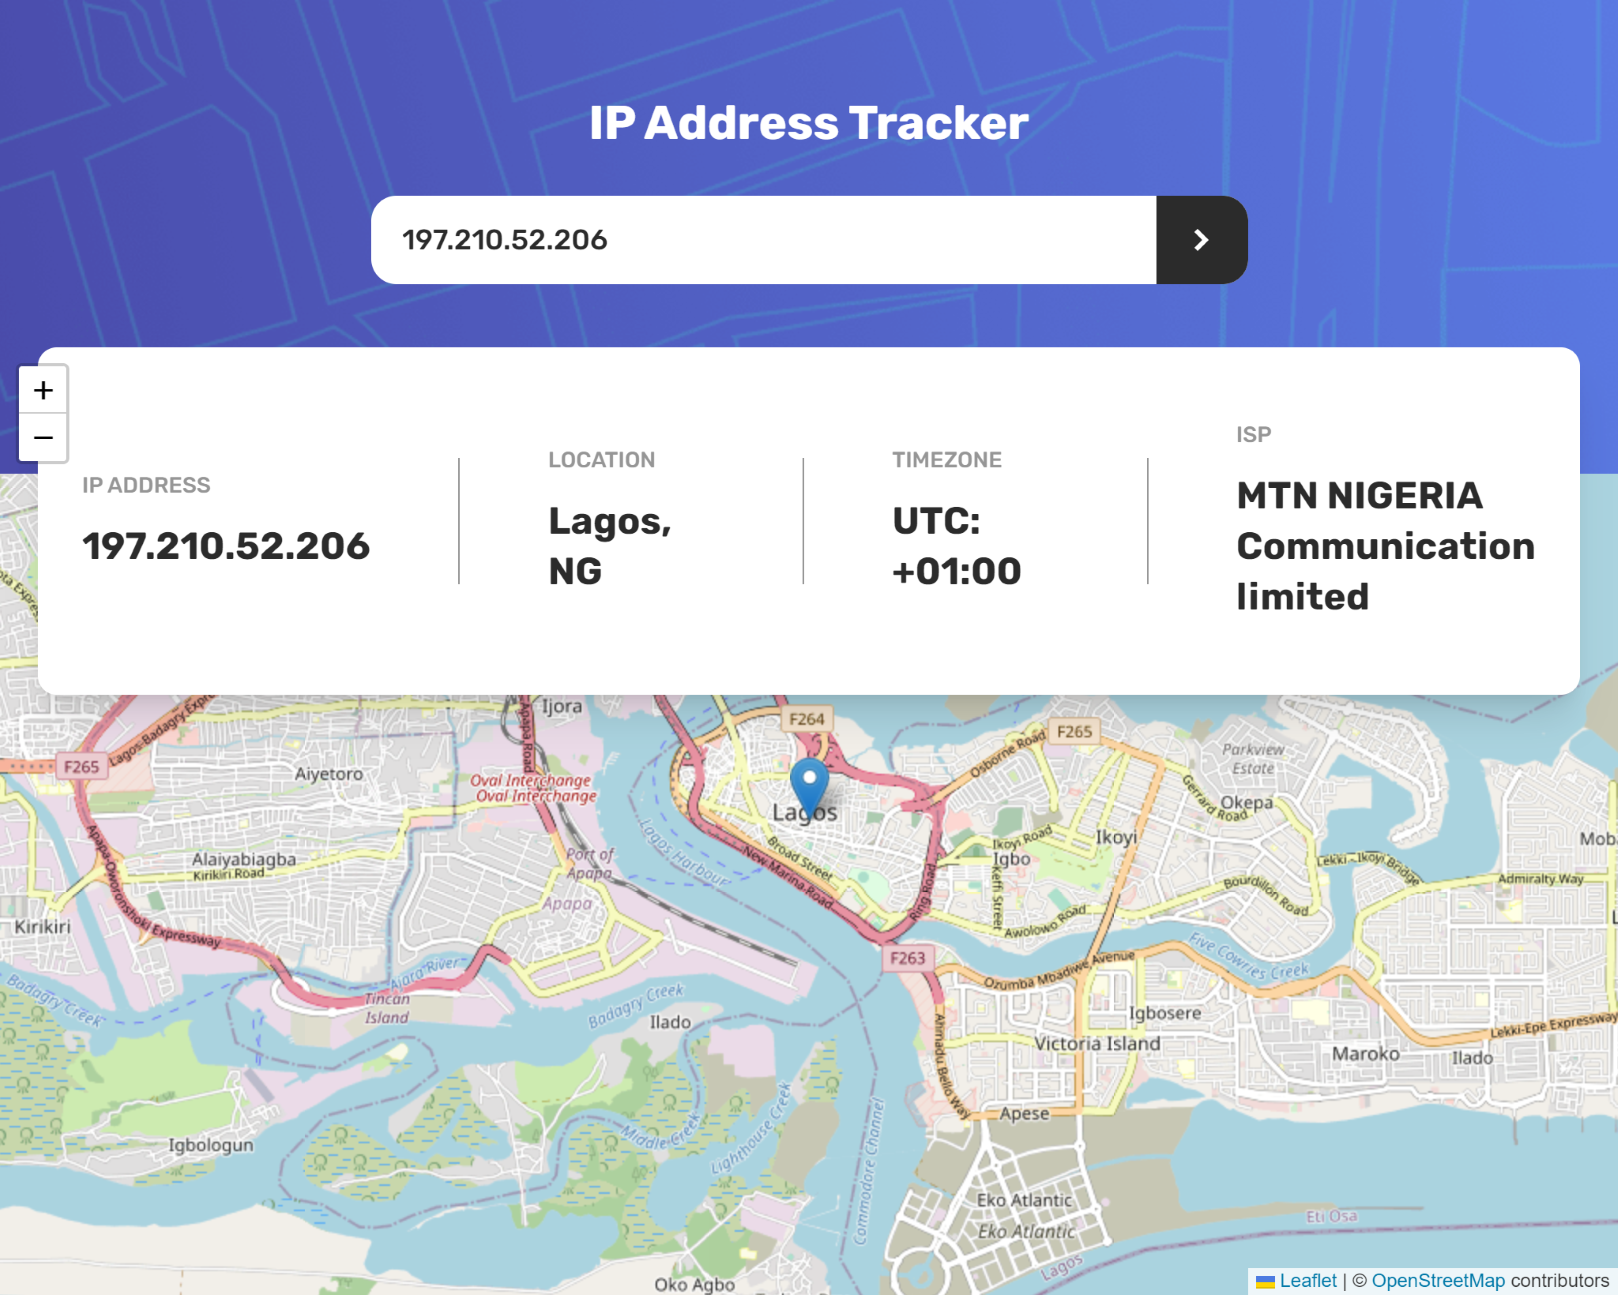 IP Address Tracker
197.210.52.206
+
−
IP ADDRESS
197.210.52.206
LOCATION
Lagos,
NG
TIMEZONE
UTC:
+01:00
ISP
MTN NIGERIA
Communication
limited
Ijora
F264
F265
Osborne Road
Parkview
Estate
F265
Lagos-Badagry Expr
Apapa Road
Aiyetoro
Oval Interchange
Oval Interchange
Lagos
Gerrard Road
Okepa
Ikoyi Road
Ikoyi
Igbo
Lagos Harbour
Broad Street
New Marina Road
Port of
Apapa
Apapa
Alaiyabiagba
Kirikiri Road
Apapa-Oworonshoki Expressway
Kirikiri
Keffi Street
Ring Road
Awolowo Road
Bourdillon Road
Lekki - Ikoyi Bridge
Admiralty Way
F263
Ozumba Mbadiwe Avenue
Five Cowries Creek
Badagry Creek
Tincan
Island
Badagry Creek
Ilado
Ahmadu Bello Way
Igbosere
Victoria Island
Maroko
Ilado
Lekki-Epe Expressway
Apese
Igbologun
Middle Creek
Lighthouse Creek
Commodore Channel
Eko Atlantic
Eko Atlantic
Eti Osa
Lagos
Oko Agbo
Leaflet | © OpenStreetMap contributors